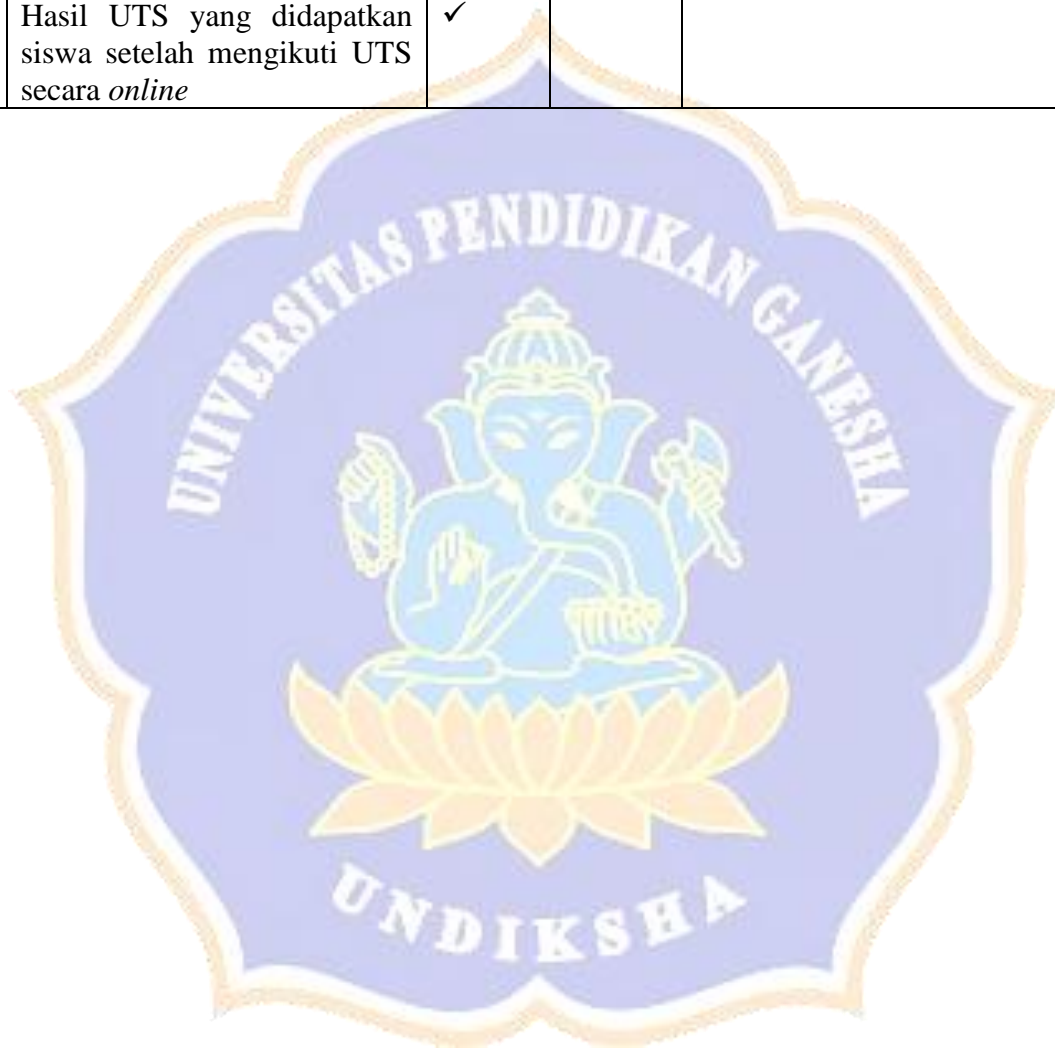 Hasil UTS yang didapatkan ✓
siswa setelah mengikuti UTS
secara online
UNIVERSITAS PENDIDIKAN GANESHA
UNDIKSHA